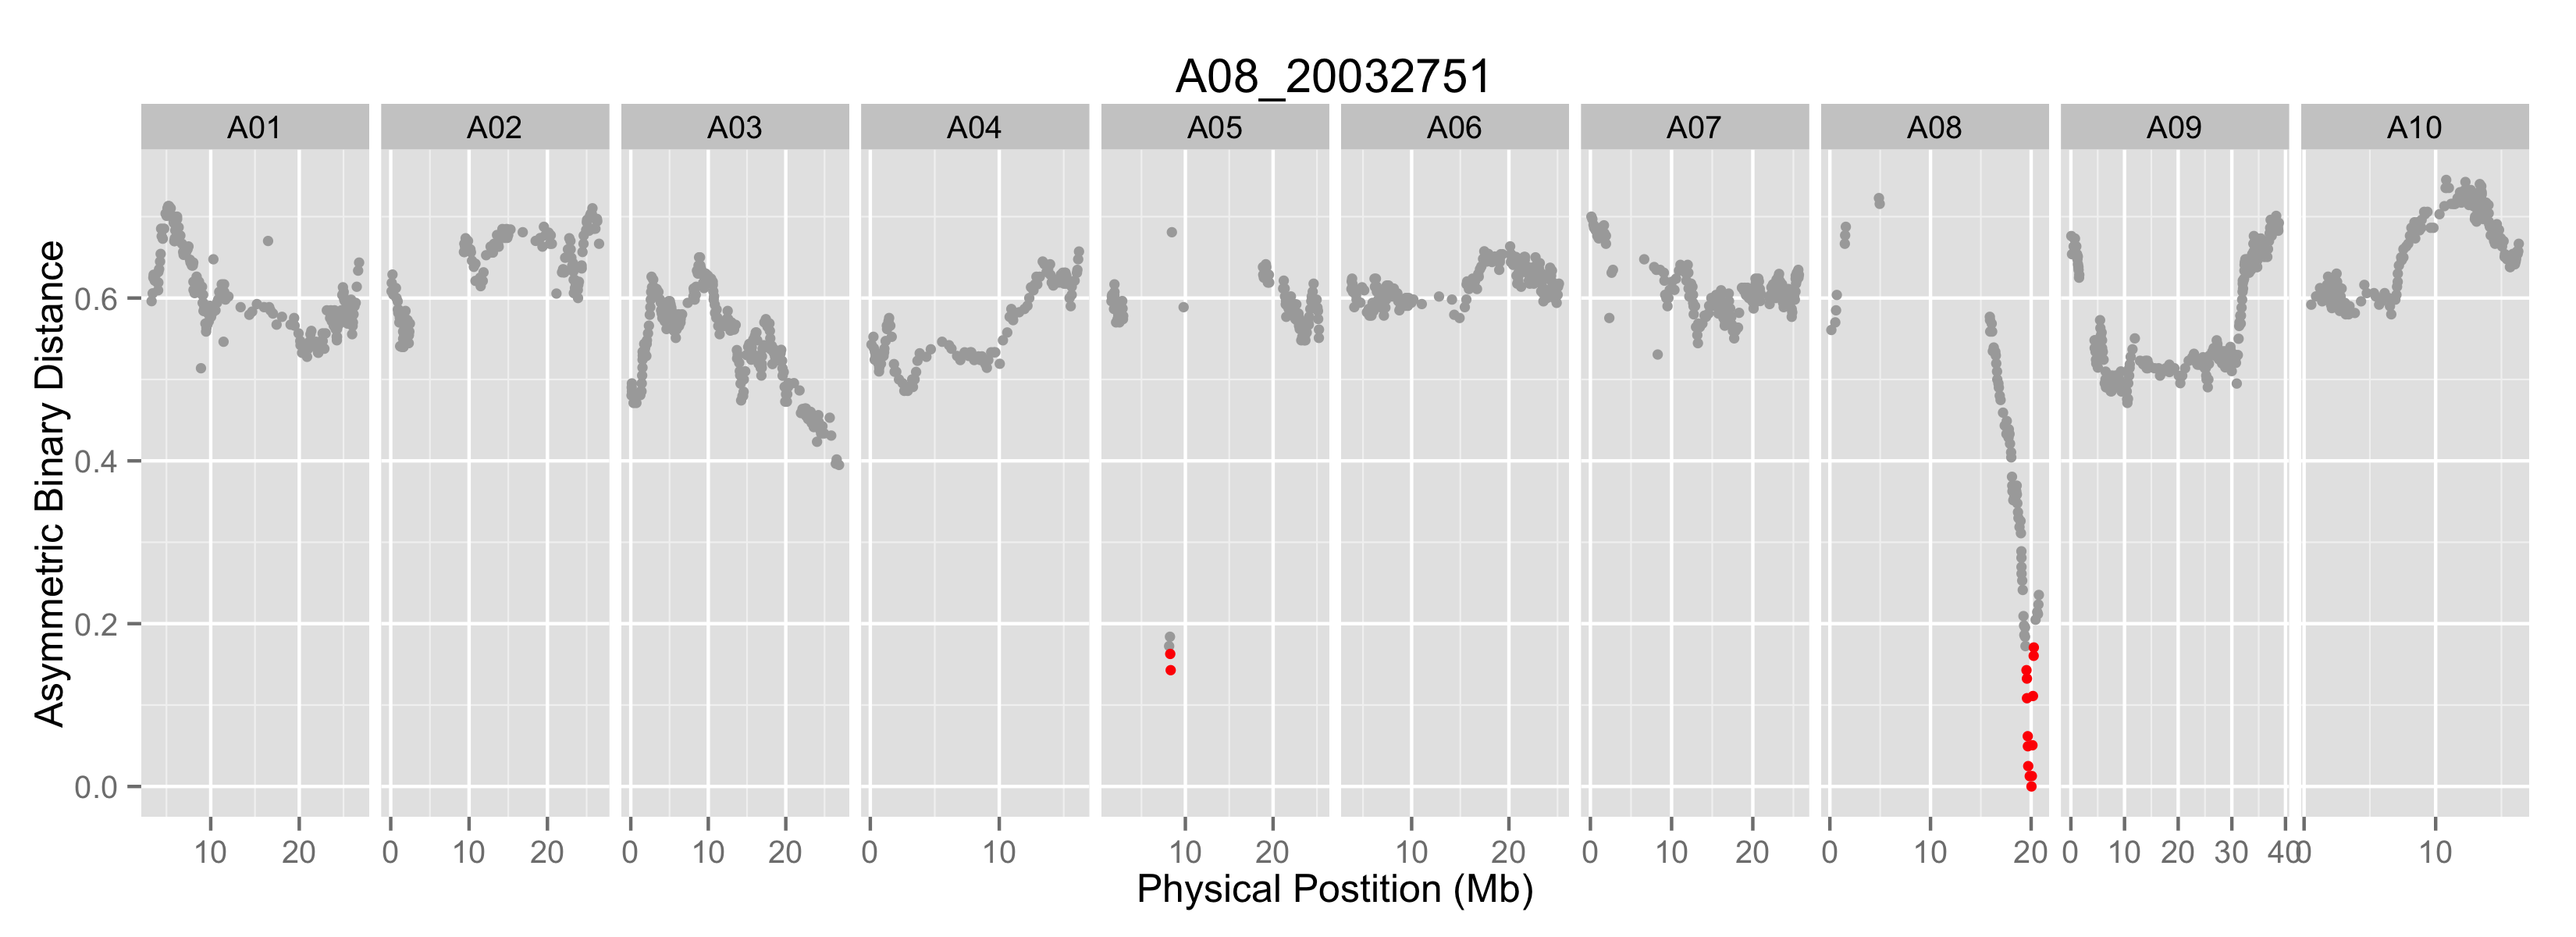 A08_20032751
A01 A02 A03 A04 A05 A06 A07 A08 A09 A10
Asymmetric Binary Distance
0.6
0.4
0.2
0.0
10 20 0 10 20 0 10 20 0 10 10 20 10 20 0 10 20 0 10 20 0 10 20 30 40 0 10
Physical Postition (Mb)